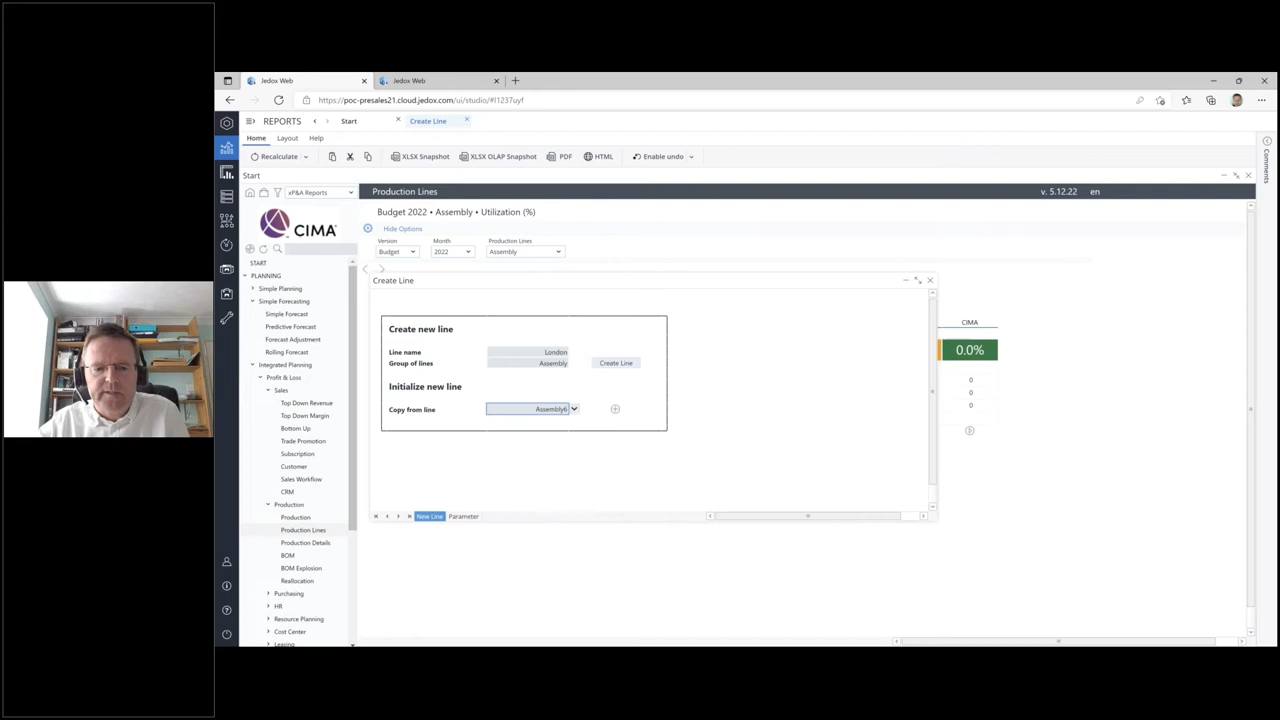 Jedox Web
Jedox Web
https://poc-presales21.cloud.jedox.com/ui/studio/#I1237uyf
REPORTS
Start
Create Line
Home
Layout
Help
Recalculate
XLSX Snapshot
XLSX OLAP Snapshot
PDF
HTML
Enable undo
Comments
Start
xP&A Reports
Production Lines
v. 5.12.22
en
CIMA
Budget 2022 • Assembly • Utilization (%)
Hide Options
Version
Month
Production Lines
Budget
2022
Assembly
START
PLANNING
Simple Planning
Simple Forecasting
Simple Forecast
Predictive Forecast
Forecast Adjustment
Rolling Forecast
Integrated Planning
Profit & Loss
Sales
Top Down Revenue
Top Down Margin
Bottom Up
Trade Promotion
Subscription
Customer
Sales Workflow
CRM
Production
Production
Production Lines
Production Details
BOM
BOM Explosion
Reallocation
Purchasing
HR
Resource Planning
Cost Center
Leasing
Create Line
Create new line
Line name
London
Group of lines
Assembly
Create Line
Initialize new line
Copy from line
Assembly6
New Line
Parameter
CIMA
0.0%
0
0
0